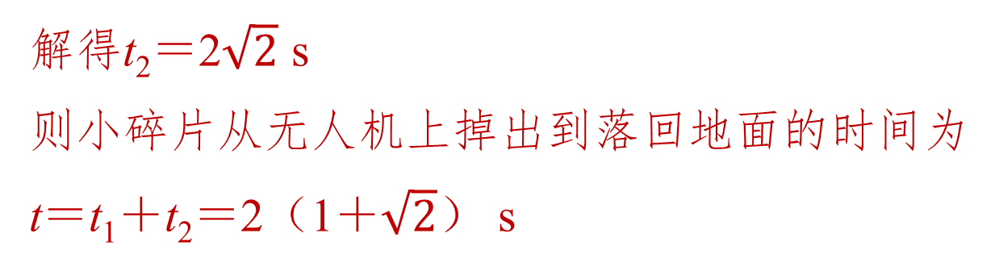 解得t₂＝2√2 s
则小碎片从无人机上掉出到落回地面的时间为
t＝t₁＋t₂＝2（1＋√2） s